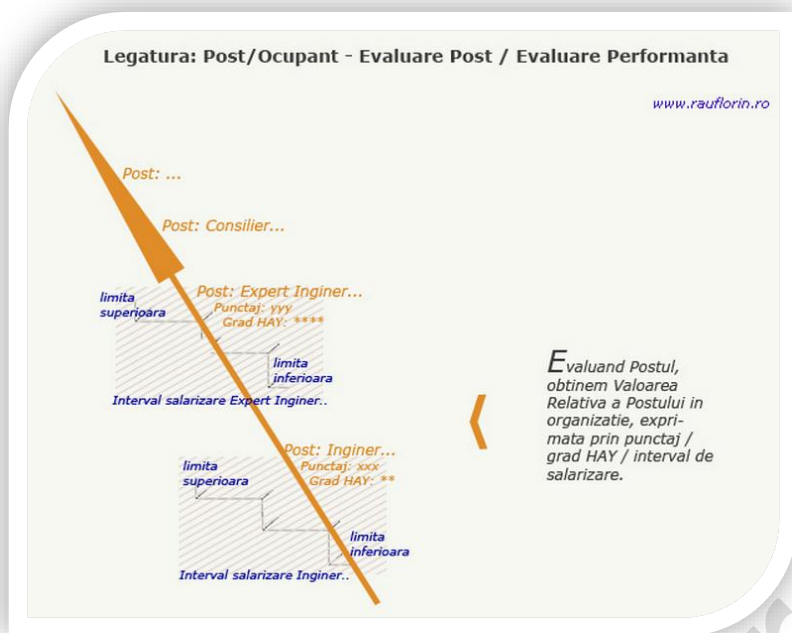 Legatura: Post/Ocupant - Evaluare Post / Evaluare Performanta
www.rauflorin.ro
Post: ...
Post: Consilier...
Post: Expert Inginer...
Punctaj: yyy
Grad HAY: ****
limita
superioara
limita
inferioara
Interval salarizare Expert Inginer..
Evaluand Postul,
obtinem Valoarea
Relativa a Postului in
organizatie, expri-
mata prin punctaj /
grad HAY / interval de
salarizare.
Post: Inginer...
Punctaj: xxx
Grad HAY: **
limita
superioara
limita
inferioara
Interval salarizare Inginer..